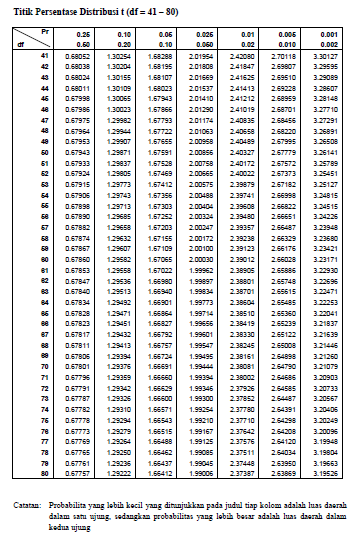 Titik Persentase Distribusi t (df = 41 – 80)
Pr 0.25 0.10 0.05 0.025 0.01 0.005 0.001
df 0.50 0.20 0.10 0.050 0.02 0.010 0.002
41 0.68052 1.30254 1.68288 2.01954 2.42080 2.70118 3.30127
42 0.68038 1.30204 1.68195 2.01808 2.41847 2.69807 3.29595
43 0.68024 1.30155 1.68107 2.01669 2.41625 2.69510 3.29089
44 0.68011 1.30109 1.68023 2.01537 2.41413 2.69228 3.28607
45 0.67998 1.30065 1.67943 2.01410 2.41212 2.68959 3.28148
46 0.67986 1.30023 1.67866 2.01290 2.41019 2.68701 3.27710
47 0.67975 1.29982 1.67793 2.01174 2.40835 2.68456 3.27291
48 0.67964 1.29944 1.67722 2.01063 2.40658 2.68220 3.26891
49 0.67953 1.29907 1.67655 2.00958 2.40489 2.67995 3.26508
50 0.67943 1.29871 1.67591 2.00856 2.40327 2.67779 3.26141
51 0.67933 1.29837 1.67528 2.00758 2.40172 2.67572 3.25789
52 0.67924 1.29805 1.67469 2.00665 2.40022 2.67373 3.25451
53 0.67915 1.29773 1.67412 2.00575 2.39879 2.67182 3.25127
54 0.67906 1.29743 1.67356 2.00488 2.39741 2.66998 3.24815
55 0.67898 1.29713 1.67303 2.00404 2.39608 2.66822 3.24515
56 0.67890 1.29685 1.67252 2.00324 2.39480 2.66651 3.24226
57 0.67882 1.29658 1.67203 2.00247 2.39357 2.66487 3.23948
58 0.67874 1.29632 1.67155 2.00172 2.39238 2.66329 3.23680
59 0.67867 1.29607 1.67109 2.00100 2.39123 2.66176 3.23421
60 0.67860 1.29582 1.67065 2.00030 2.39012 2.66028 3.23171
61 0.67853 1.29558 1.67022 1.99962 2.38905 2.65886 3.22930
62 0.67847 1.29536 1.66980 1.99897 2.38801 2.65748 3.22696
63 0.67840 1.29513 1.66940 1.99834 2.38701 2.65615 3.22471
64 0.67834 1.29492 1.66901 1.99773 2.38604 2.65485 3.22253
65 0.67828 1.29471 1.66864 1.99714 2.38510 2.65360 3.22041
66 0.67823 1.29451 1.66827 1.99656 2.38419 2.65239 3.21837
67 0.67817 1.29432 1.66792 1.99601 2.38330 2.65122 3.21639
68 0.67811 1.29413 1.66757 1.99547 2.38245 2.65008 3.21446
69 0.67806 1.29394 1.66724 1.99495 2.38161 2.64898 3.21260
70 0.67801 1.29376 1.66691 1.99444 2.38081 2.64790 3.21079
71 0.67796 1.29359 1.66660 1.99394 2.38002 2.64686 3.20903
72 0.67791 1.29342 1.66629 1.99346 2.37926 2.64585 3.20733
73 0.67787 1.29326 1.66600 1.99300 2.37852 2.64487 3.20567
74 0.67782 1.29310 1.66571 1.99254 2.37780 2.64391 3.20406
75 0.67778 1.29294 1.66543 1.99210 2.37710 2.64298 3.20249
76 0.67773 1.29279 1.66515 1.99167 2.37642 2.64208 3.20096
77 0.67769 1.29264 1.66488 1.99125 2.37576 2.64120 3.19948
78 0.67765 1.29250 1.66462 1.99085 2.37511 2.64034 3.19804
79 0.67761 1.29236 1.66437 1.99045 2.37448 2.63950 3.19663
80 0.67757 1.29222 1.66412 1.99006 2.37387 2.63869 3.19526
Catatan: Probabilita yang lebih kecil yang ditunjukkan pada judul tiap kolom adalah luas daerah
dalam satu ujung, sedangkan probabilitas yang lebih besar adalah luas daerah dalam
kedua ujung